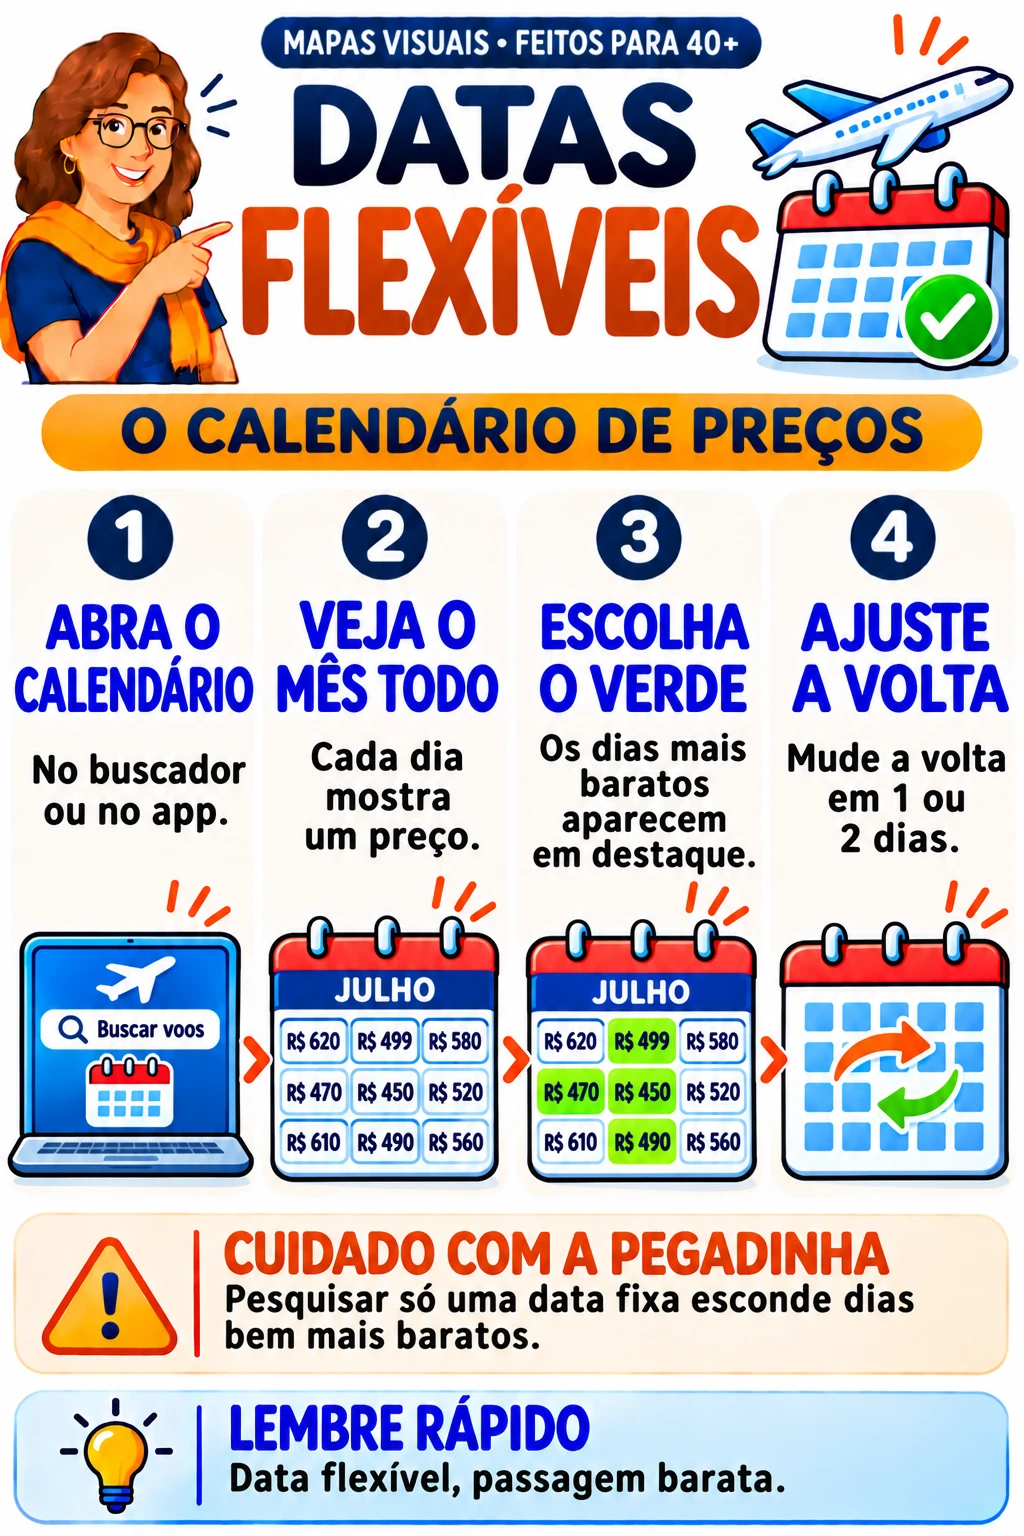 MAPAS VISUAIS • FEITOS PARA 40+
DATAS
FLEXÍVEIS
O CALENDÁRIO DE PREÇOS
1
ABRA O
CALENDÁRIO
No buscador
ou no app.
Buscar voos
2
VEJA O
MÊS TODO
Cada dia
mostra
um preço.
JULHO
R$ 620 R$ 499 R$ 580
R$ 470 R$ 450 R$ 520
R$ 610 R$ 490 R$ 560
3
ESCOLHA
O VERDE
Os dias mais
baratos
aparecem
em destaque.
JULHO
R$ 620 R$ 499 R$ 580
R$ 470 R$ 450 R$ 520
R$ 610 R$ 490 R$ 560
4
AJUSTE
A VOLTA
Mude a volta
em 1 ou
2 dias.
CUIDADO COM A PEGADINHA
Pesquisar só uma data fixa esconde dias
bem mais baratos.
LEMBRE RÁPIDO
Data flexível, passagem barata.